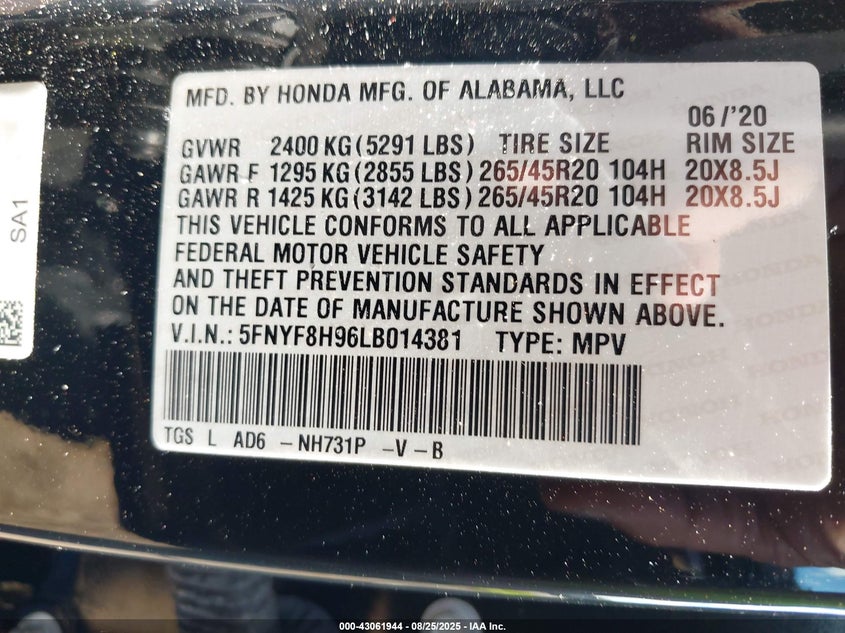 MFD. BY HONDA MFG. OF ALABAMA, LLC
06/'20
GVWR 2400 KG (5291 LBS) TIRE SIZE RIM SIZE
GAWR F 1295 KG (2855 LBS) 265/45R20 104H 20X8.5J
GAWR R 1425 KG (3142 LBS) 265/45R20 104H 20X8.5J
THIS VEHICLE CONFORMS TO ALL APPLICABLE
FEDERAL MOTOR VEHICLE SAFETY
AND THEFT PREVENTION STANDARDS IN EFFECT
ON THE DATE OF MANUFACTURE SHOWN ABOVE.
V.I.N.: 5FNYF8H96LB014381 TYPE: MPV
TGS L AD6 -NH731P -V-B
SA1
000-43061944 - 08/25/2025 - IAA Inc.